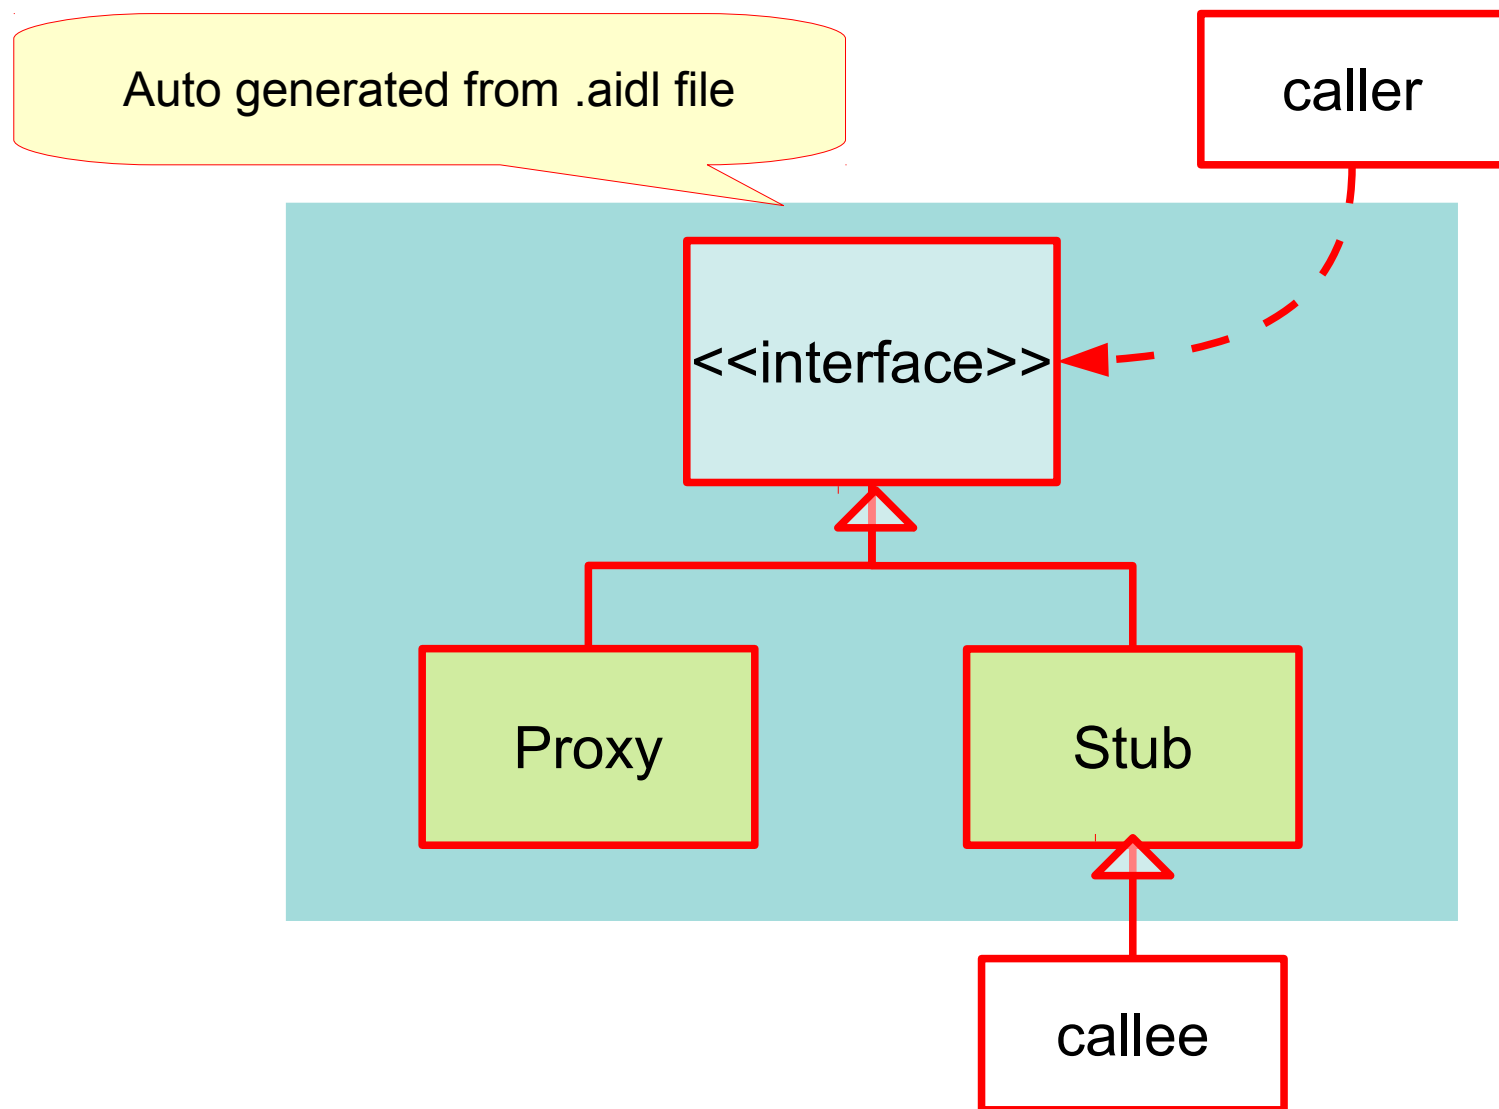 Auto generated from .aidl file
caller
<<interface>>
Proxy
Stub
callee